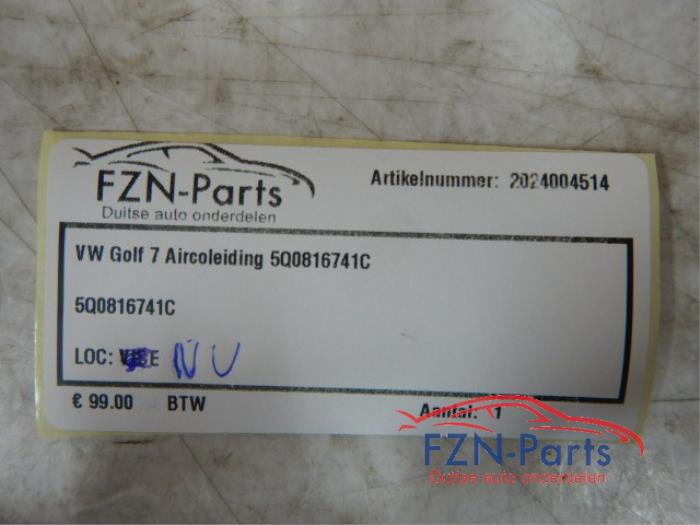 FZN-Parts
Duitse auto onderdelen
Artikelnummer: 2024004514
VW Golf 7 Aircoleiding 5Q0816741C
5Q0816741C
LOC: NU
€ 99.00 BTW
Aantal: 1
FZN-Parts
Duitse auto onderdelen